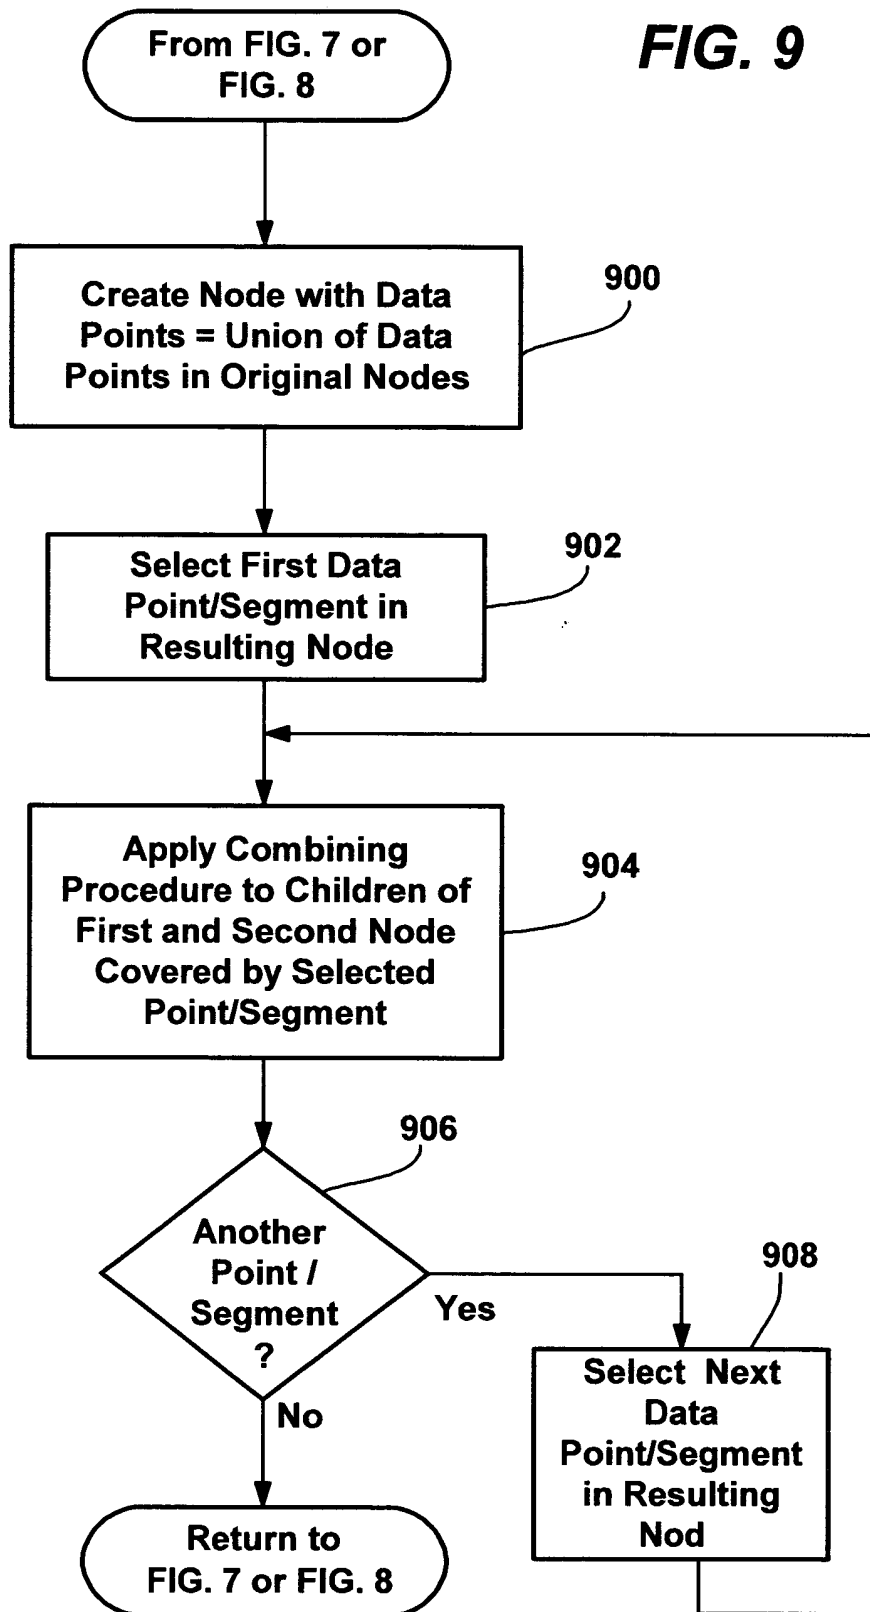 From FIG. 7 or
FIG. 8
FIG. 9
Create Node with Data
Points = Union of Data
Points in Original Nodes
900
Select First Data
Point/Segment in
Resulting Node
902
Apply Combining
Procedure to Children of
First and Second Node
Covered by Selected
Point/Segment
904
906
Another
Point /
Segment
?
Yes
No
908
Select Next
Data
Point/Segment
in Resulting
Nod
Return to
FIG. 7 or FIG. 8